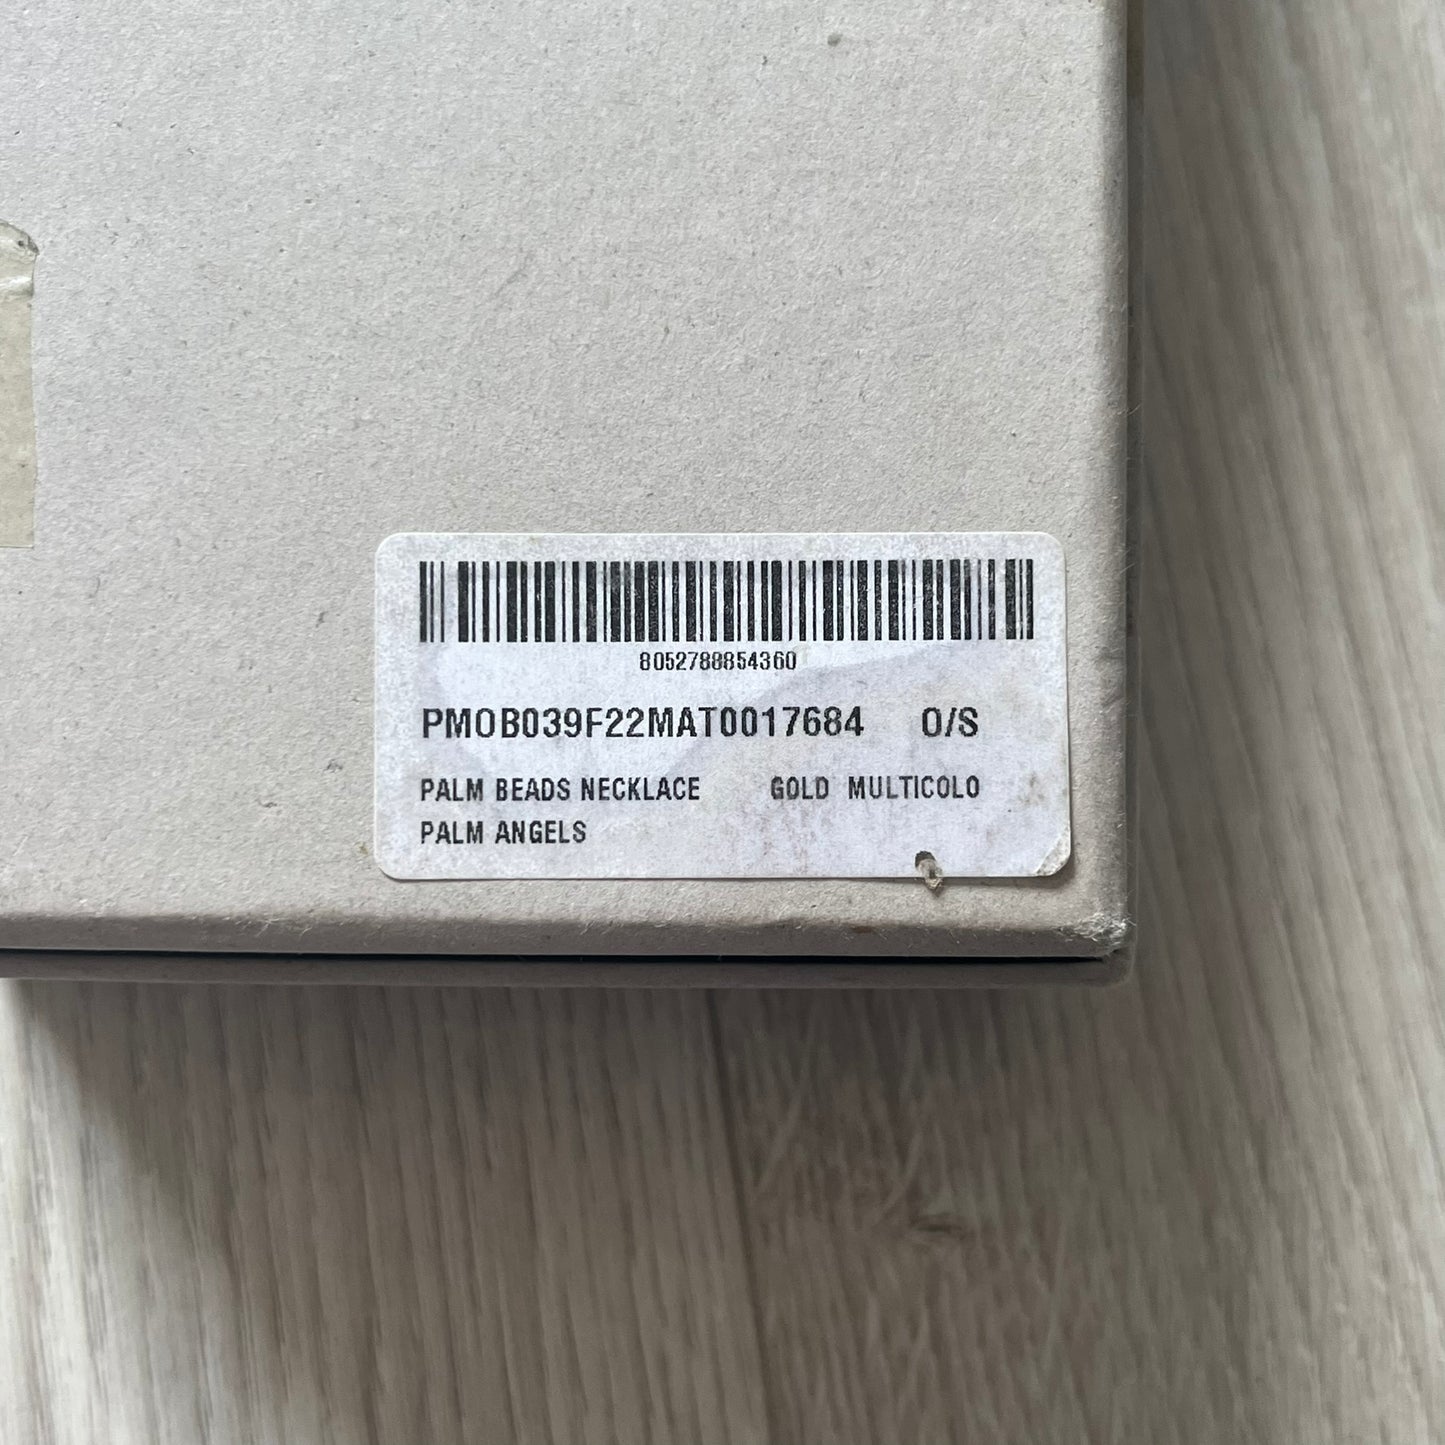 8052788854360
PMOB039F22MAT0017684 O/S
PALM BEADS NECKLACE GOLD MULTICOLO
PALM ANGELS